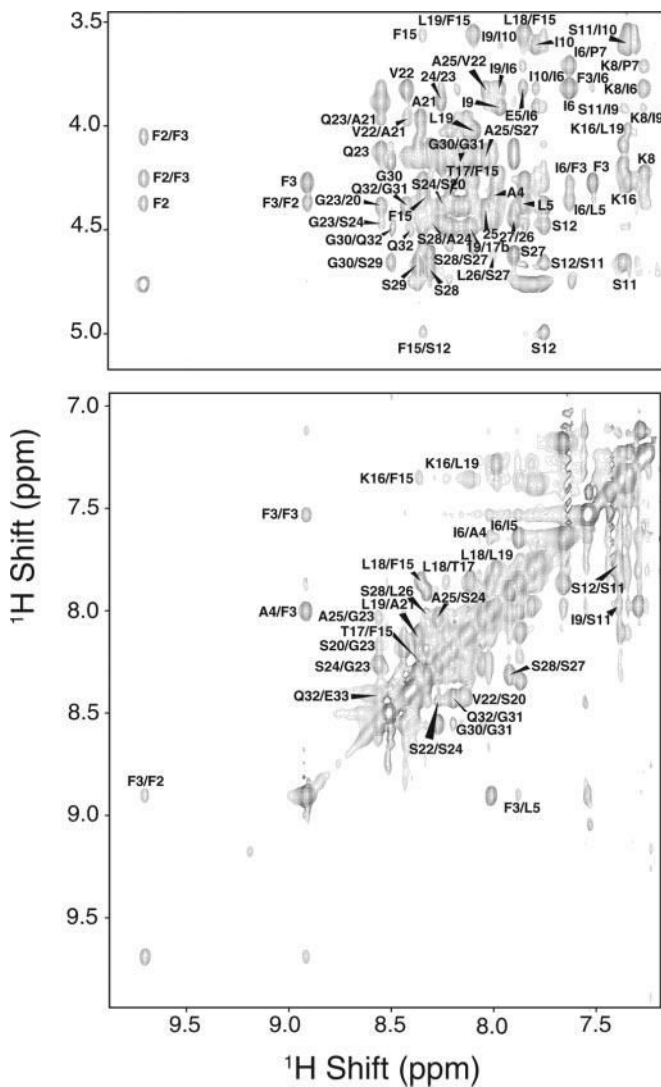 3.5
4.0
4.5
5.0
F15
L19/F15
L18/F15
I9/I10
S11/I10
I10
I6/P7
A25/V22
I9/I6
K8/P7
V22
24/23
I10/I6
F3/I6
K8/I6
A21
I9
E5/I6
I6
S11/I9
K8/I9
Q23/A21
L19
V22/A21
A25/S27
K16/L19
F2/F3
Q23
G30/G31
K8
G30
T17/F15
I6/F3
F3
F2/F3
F3
Q32/G31
S24/S20
A4
K16
F2
F3/F2
G23/20
F15
L5
I6/L5
G23/S24
25
27/26
S12
G30/Q32
Q32
S28/A24
19/17b
S27
G30/S29
S28/S27
L26/S27
S12/S11
S29
S28
S11
F15/S12
S12
7.0
7.5
8.0
8.5
9.0
9.5
K16/L19
K16/F15
F3/F3
I6/I5
I6/A4
L18/F15
L18/T17
L18/L19
S12/S11
S28/L26
A25/S24
A4/F3
L19/A21
I9/S11
A25/G23
T17/F15
S20/G23
S24/G23
S28/S27
Q32/E33
V22/S20
Q32/G31
G30/G31
S22/S24
F3/F2
F3/L5
9.5
9.0
8.5
8.0
7.5
1H Shift (ppm)
1H Shift (ppm)